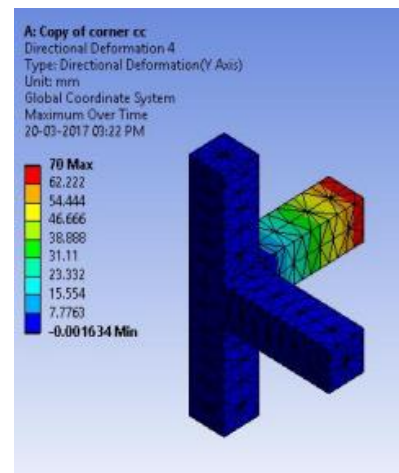 A: Copy of corner cc
Directional Deformation 4
Type: Directional Deformation(Y Axis)
Unit: mm
Global Coordinate System
Maximum Over Time
20-03-2017 03:22 PM
70 Max
62.222
54.444
46.666
38.888
31.11
23.332
15.554
7.7763
-0.001634 Min